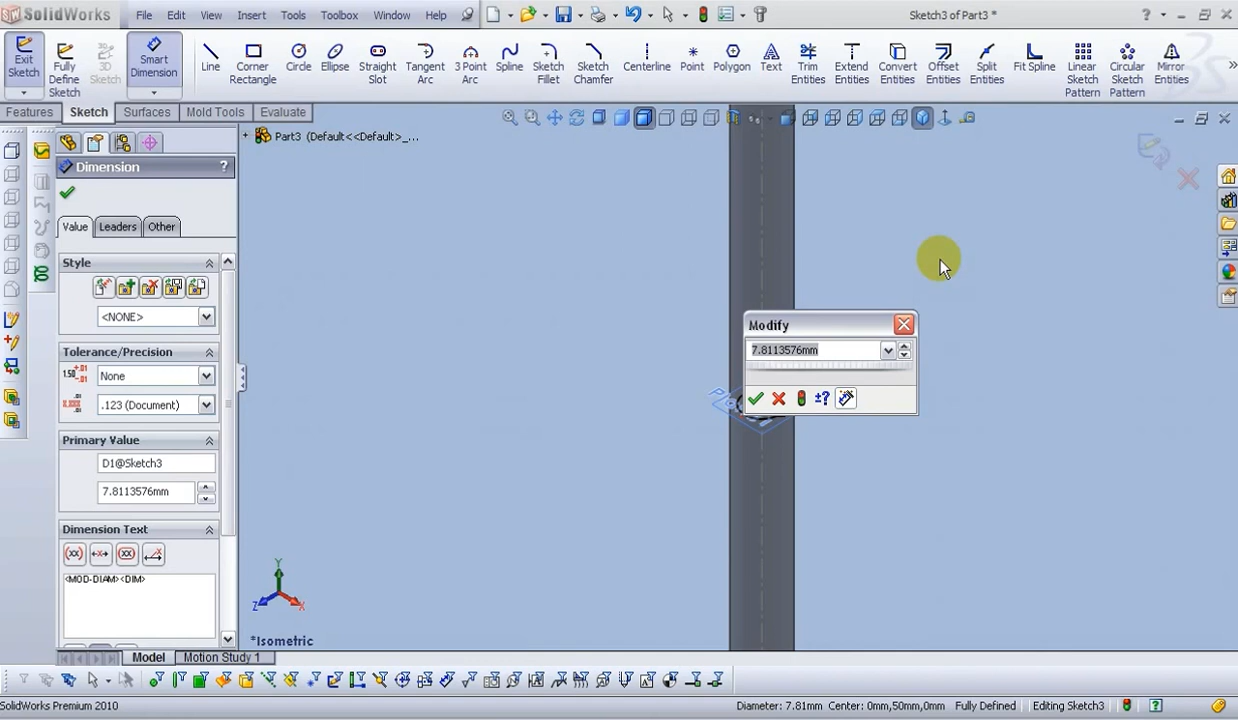 SolidWorks File Edit View Insert Tools Toolbox Window Help Sketch3 of Part3 *
Exit Sketch
Fully Define Sketch
3D Sketch
Smart Dimension
Line
Corner Rectangle
Circle
Ellipse
Straight Slot
Tangent Arc
3 Point Arc
Spline
Sketch Fillet
Sketch Chamfer
Centerline
Point
Polygon
Text
Trim Entities
Extend Entities
Convert Entities
Offset Entities
Split Entities
Fit Spline
Linear Sketch Pattern
Circular Sketch Pattern
Mirror Entities
Features Sketch Surfaces Mold Tools Evaluate
Part3 (Default<<Default>_...
Dimension ?
Value Leaders Other
Style
<NONE>
Tolerance/Precision
None
.123 (Document)
Primary Value
D1@Sketch3
7.8113576mm
Dimension Text
<MOD-DIAM><DIM>
Modify
7.8113576mm
Y
Z X
*Isometric
Model Motion Study 1
SolidWorks Premium 2010 Diameter: 7.81mm Center: 0mm,50mm,0mm Fully Defined Editing Sketch3